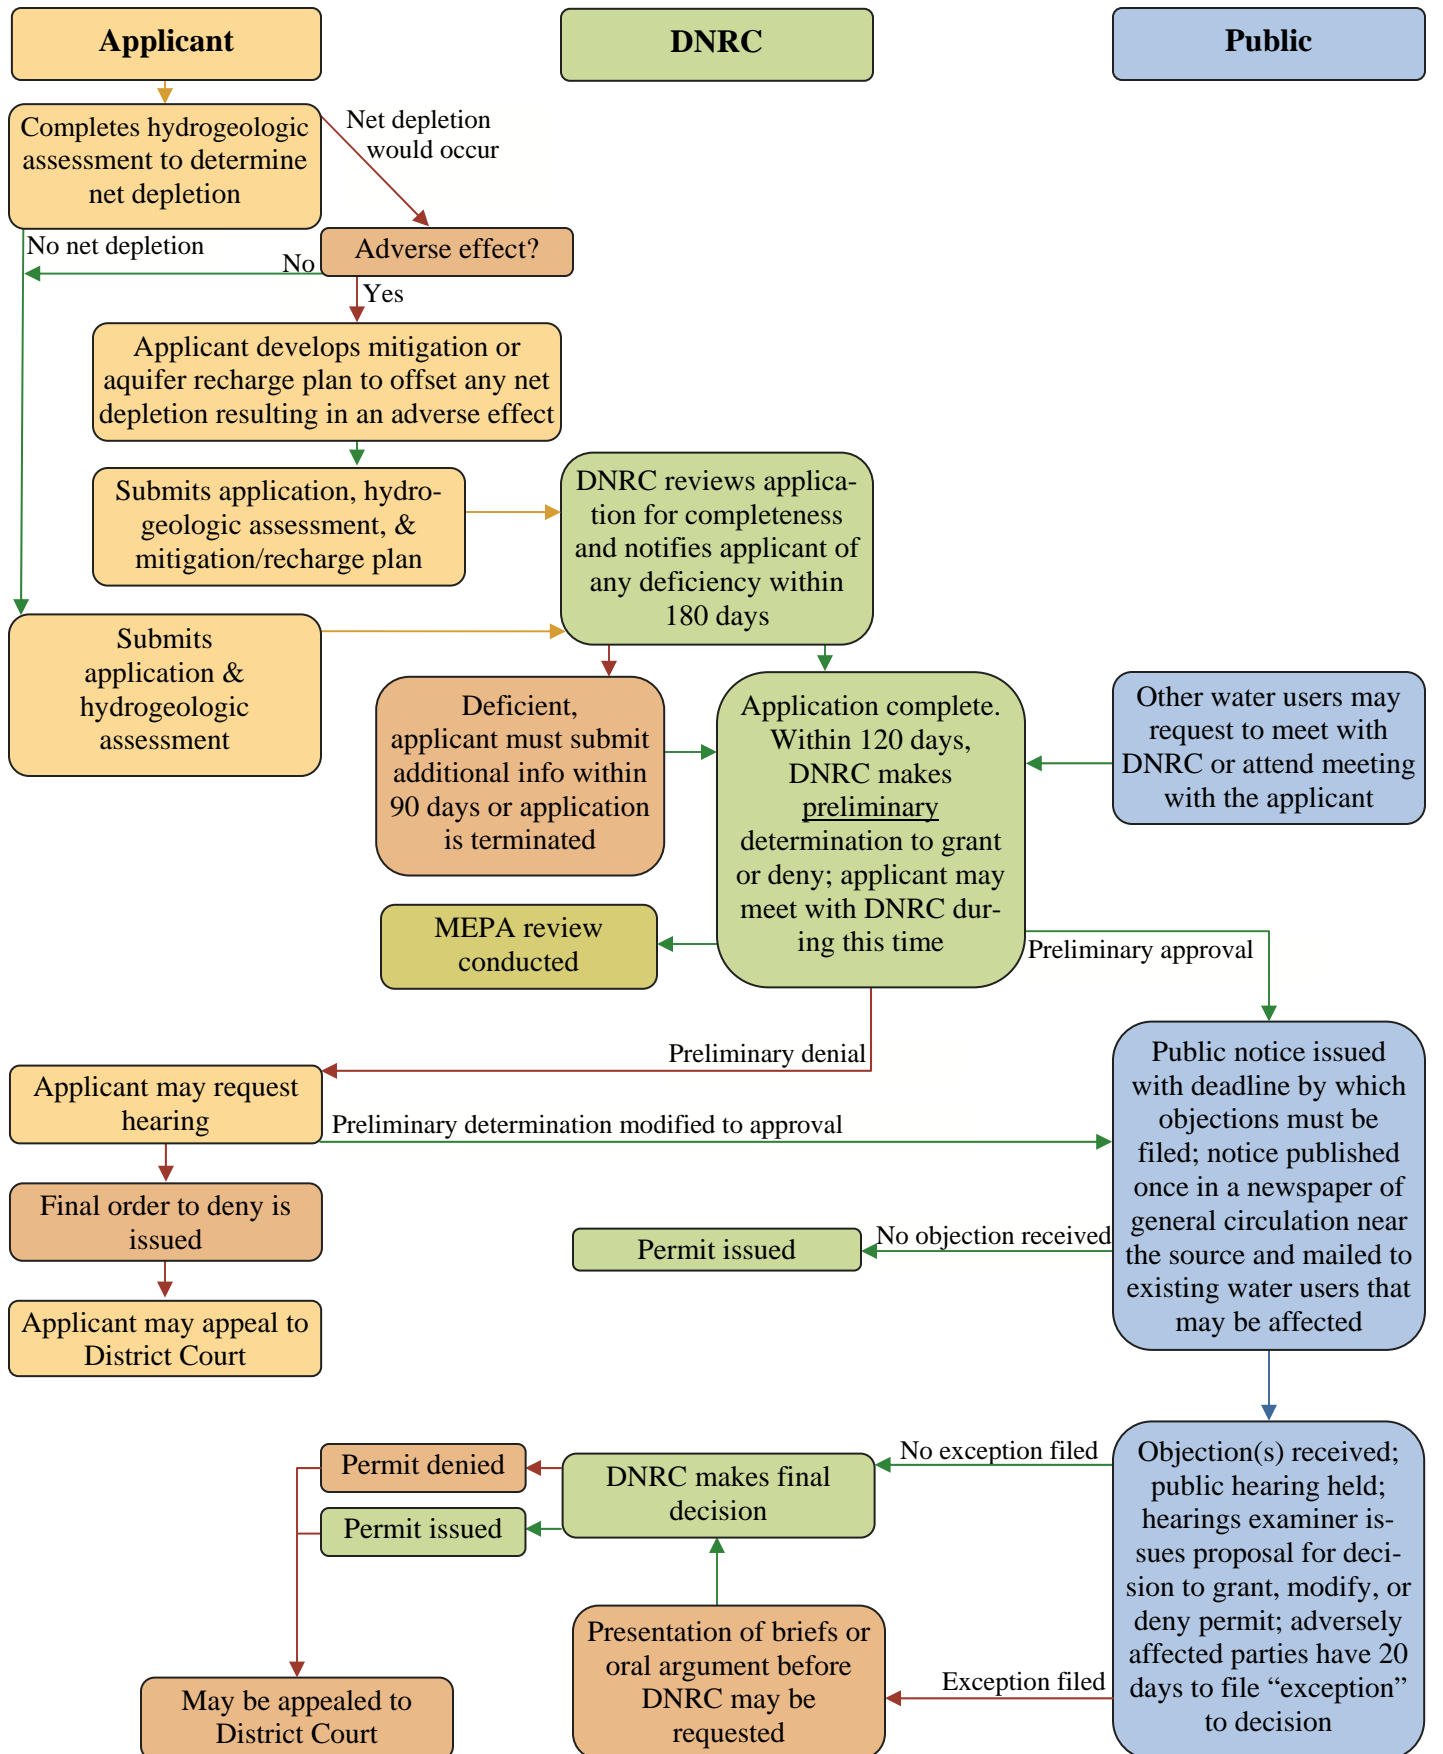 Applicant
DNRC
Public
Completes hydrogeologic
assessment to determine
net depletion
Net depletion
would occur
No net depletion
Adverse effect?
No
Yes
Applicant develops mitigation or
aquifer recharge plan to offset any net
depletion resulting in an adverse effect
Submits application, hydro-
geologic assessment, &
mitigation/recharge plan
DNRC reviews applica-
tion for completeness
and notifies applicant of
any deficiency within
180 days
Submits
application &
hydrogeologic
assessment
Deficient,
applicant must submit
additional info within
90 days or application
is terminated
Application complete.
Within 120 days,
DNRC makes
preliminary
determination to grant
or deny; applicant may
meet with DNRC dur-
ing this time
Other water users may
request to meet with
DNRC or attend meeting
with the applicant
MEPA review
conducted
Preliminary approval
Preliminary denial
Applicant may request
hearing
Preliminary determination modified to approval
Public notice issued
with deadline by which
objections must be
filed; notice published
once in a newspaper of
general circulation near
the source and mailed to
existing water users that
may be affected
Final order to deny is
issued
No objection received
Permit issued
Applicant may appeal to
District Court
Objection(s) received;
public hearing held;
hearings examiner is-
sues proposal for deci-
sion to grant, modify, or
deny permit; adversely
affected parties have 20
days to file “exception”
to decision
No exception filed
DNRC makes final
decision
Permit denied
Permit issued
Presentation of briefs or
oral argument before
DNRC may be
requested
Exception filed
May be appealed to
District Court